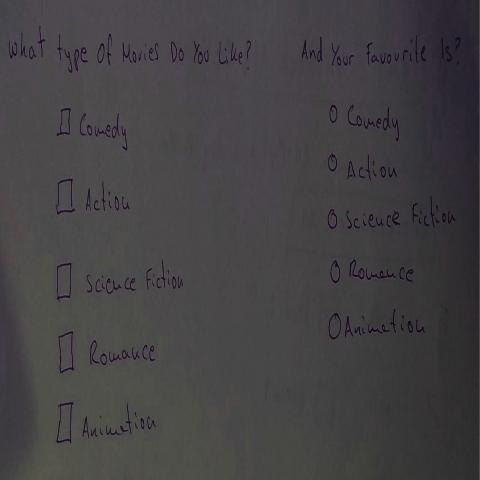 What type Of Movies Do You Like?
Comedy
Action
Science Fiction
Romance
Animation
And Your Favourite Is?
Comedy
Action
Science Fiction
Romance
Animation